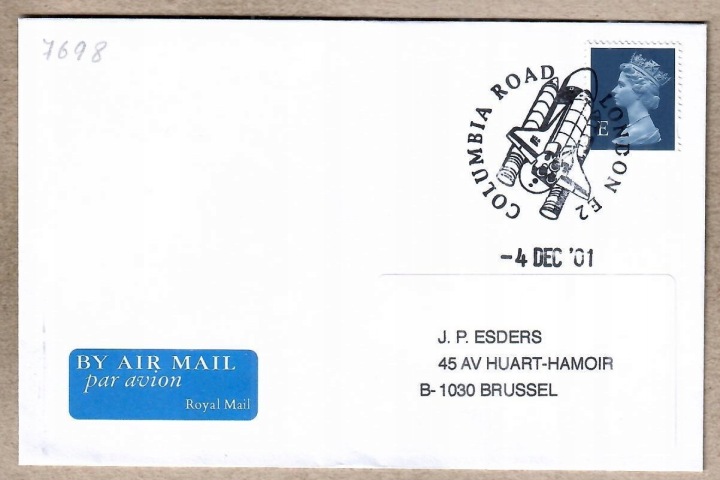 7698
COLUMBIA ROAD LONDON E2
E
-4 DEC '01
J. P. ESDERS
45 AV HUART-HAMOIR
B- 1030 BRUSSEL
BY AIR MAIL
par avion
Royal Mail